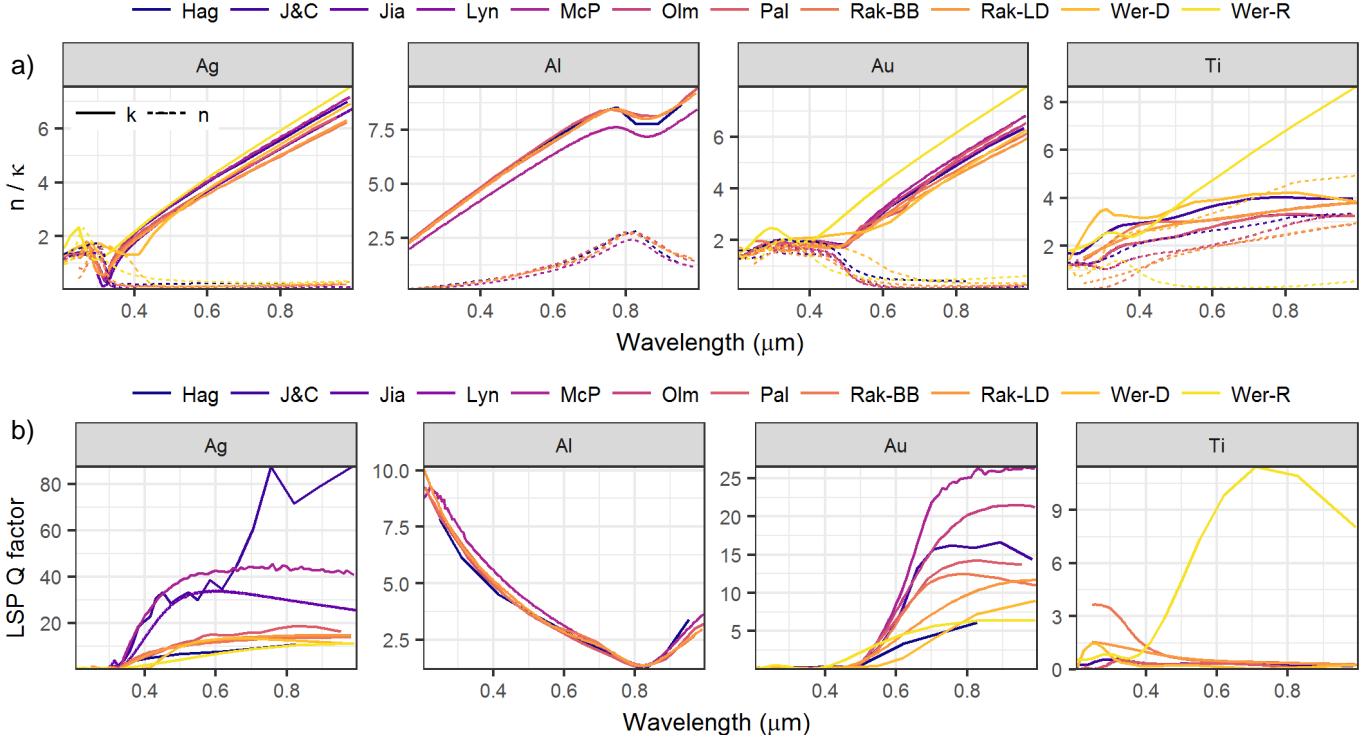 Hag J&C Jia Lyn McP Olm Pal Rak-BB Rak-LD Wer-D Wer-R
a)
Ag Al Au Ti
k n
n / κ
6
4
2
7.5
5.0
2.5
6
4
2
8
6
4
2
0.4 0.6 0.8 0.4 0.6 0.8 0.4 0.6 0.8 0.4 0.6 0.8
Wavelength (μm)
Hag J&C Jia Lyn McP Olm Pal Rak-BB Rak-LD Wer-D Wer-R
b)
Ag Al Au Ti
LSP Q factor
80
60
40
20
10.0
7.5
5.0
2.5
25
20
15
10
5
9
6
3
0
0.4 0.6 0.8 0.4 0.6 0.8 0.4 0.6 0.8 0.4 0.6 0.8
Wavelength (μm)